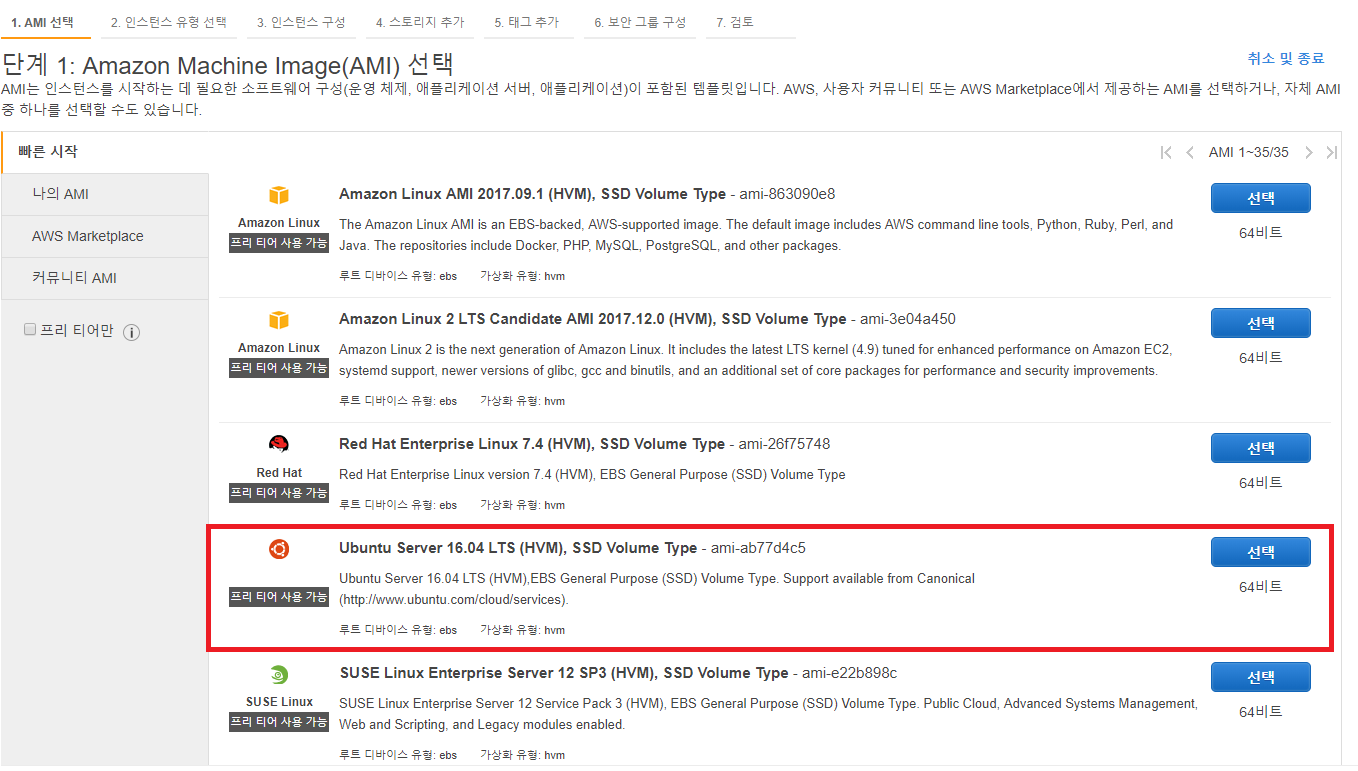 1. AMI 선택
2. 인스턴스 유형 선택
3. 인스턴스 구성
4. 스토리지 추가
5. 태그 추가
6. 보안 그룹 구성
7. 검토
단계 1: Amazon Machine Image(AMI) 선택
취소 및 종료
AMI는 인스턴스를 시작하는 데 필요한 소프트웨어 구성(운영 체제, 애플리케이션 서버, 애플리케이션)이 포함된 템플릿입니다. AWS, 사용자 커뮤니티 또는 AWS Marketplace에서 제공하는 AMI를 선택하거나, 자체 AMI
중 하나를 선택할 수도 있습니다.
빠른 시작
AMI 1~35/35
나의 AMI
AWS Marketplace
커뮤니티 AMI
프리 티어만
Amazon Linux
프리 티어 사용 가능
Amazon Linux AMI 2017.09.1 (HVM), SSD Volume Type - ami-863090e8
The Amazon Linux AMI is an EBS-backed, AWS-supported image. The default image includes AWS command line tools, Python, Ruby, Perl, and
Java. The repositories include Docker, PHP, MySQL, PostgreSQL, and other packages.
루트 디바이스 유형: ebs 가상화 유형: hvm
선택
64비트
Amazon Linux
프리 티어 사용 가능
Amazon Linux 2 LTS Candidate AMI 2017.12.0 (HVM), SSD Volume Type - ami-3e04a450
Amazon Linux 2 is the next generation of Amazon Linux. It includes the latest LTS kernel (4.9) tuned for enhanced performance on Amazon EC2,
systemd support, newer versions of glibc, gcc and binutils, and an additional set of core packages for performance and security improvements.
루트 디바이스 유형: ebs 가상화 유형: hvm
선택
64비트
Red Hat
프리 티어 사용 가능
Red Hat Enterprise Linux 7.4 (HVM), SSD Volume Type - ami-26f75748
Red Hat Enterprise Linux version 7.4 (HVM), EBS General Purpose (SSD) Volume Type
루트 디바이스 유형: ebs 가상화 유형: hvm
선택
64비트
프리 티어 사용 가능
Ubuntu Server 16.04 LTS (HVM), SSD Volume Type - ami-ab77d4c5
Ubuntu Server 16.04 LTS (HVM),EBS General Purpose (SSD) Volume Type. Support available from Canonical
(http://www.ubuntu.com/cloud/services).
루트 디바이스 유형: ebs 가상화 유형: hvm
선택
64비트
SUSE Linux
프리 티어 사용 가능
SUSE Linux Enterprise Server 12 SP3 (HVM), SSD Volume Type - ami-e22b898c
SUSE Linux Enterprise Server 12 Service Pack 3 (HVM), EBS General Purpose (SSD) Volume Type. Public Cloud, Advanced Systems Management,
Web and Scripting, and Legacy modules enabled.
루트 디바이스 유형: ebs 가상화 유형: hvm
선택
64비트